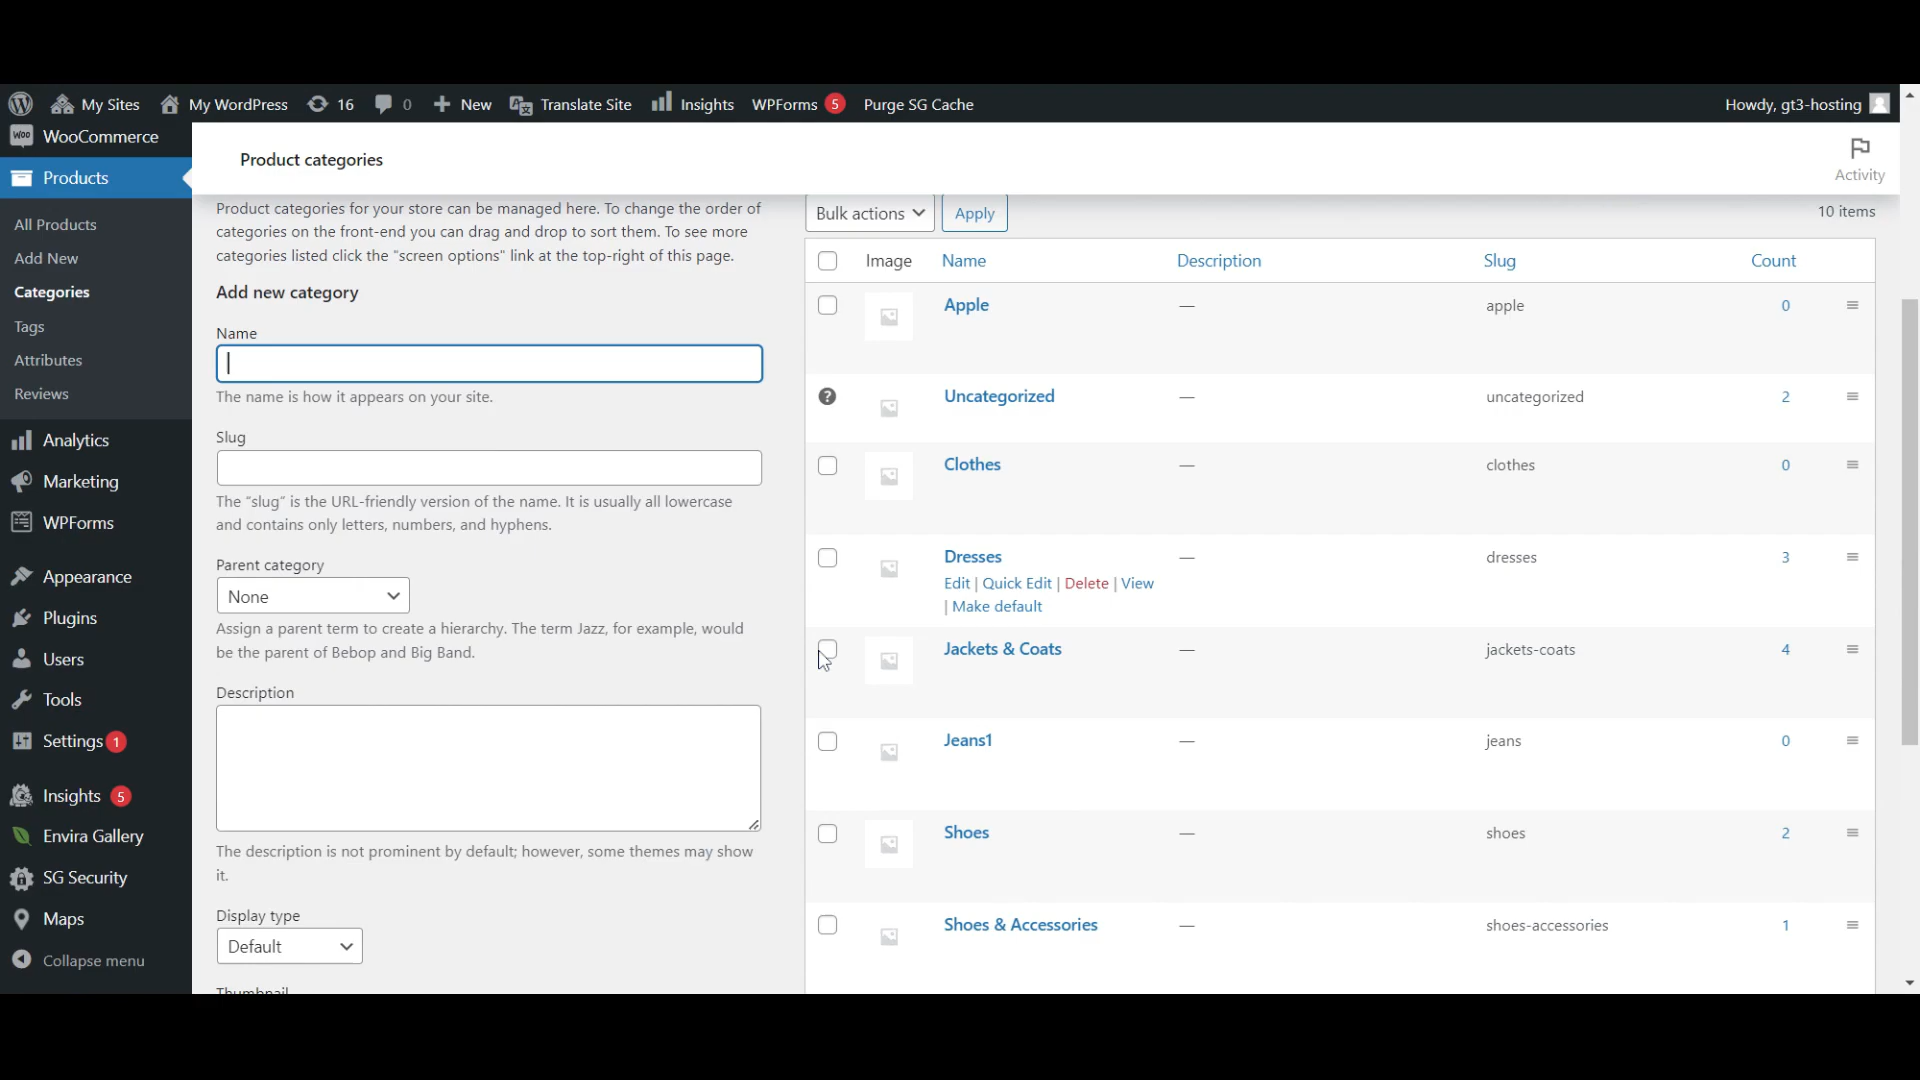 My Sites My WordPress 16 0 New Translate Site Insights WPForms 5 Purge SG Cache Howdy, gt3-hosting
Woo WooCommerce
Products
All Products
Add New
Categories
Tags
Attributes
Reviews
Analytics
Marketing
WPForms
Appearance
Plugins
Users
Tools
Settings 1
Insights 5
Envira Gallery
SG Security
Maps
Collapse menu
Product categories
Activity
Product categories for your store can be managed here. To change the order of
categories on the front-end you can drag and drop to sort them. To see more
categories listed click the "screen options" link at the top-right of this page.
Add new category
Name
The name is how it appears on your site.
Slug
The “slug” is the URL-friendly version of the name. It is usually all lowercase
and contains only letters, numbers, and hyphens.
Parent category
None
Assign a parent term to create a hierarchy. The term Jazz, for example, would
be the parent of Bebop and Big Band.
Description
The description is not prominent by default; however, some themes may show
it.
Display type
Default
Thumbnail
Bulk actions Apply 10 items
Image Name Description Slug Count
Apple — apple 0
? Uncategorized — uncategorized 2
Clothes — clothes 0
Dresses — dresses 3
Edit | Quick Edit | Delete | View
| Make default
Jackets & Coats — jackets-coats 4
Jeans1 — jeans 0
Shoes — shoes 2
Shoes & Accessories — shoes-accessories 1